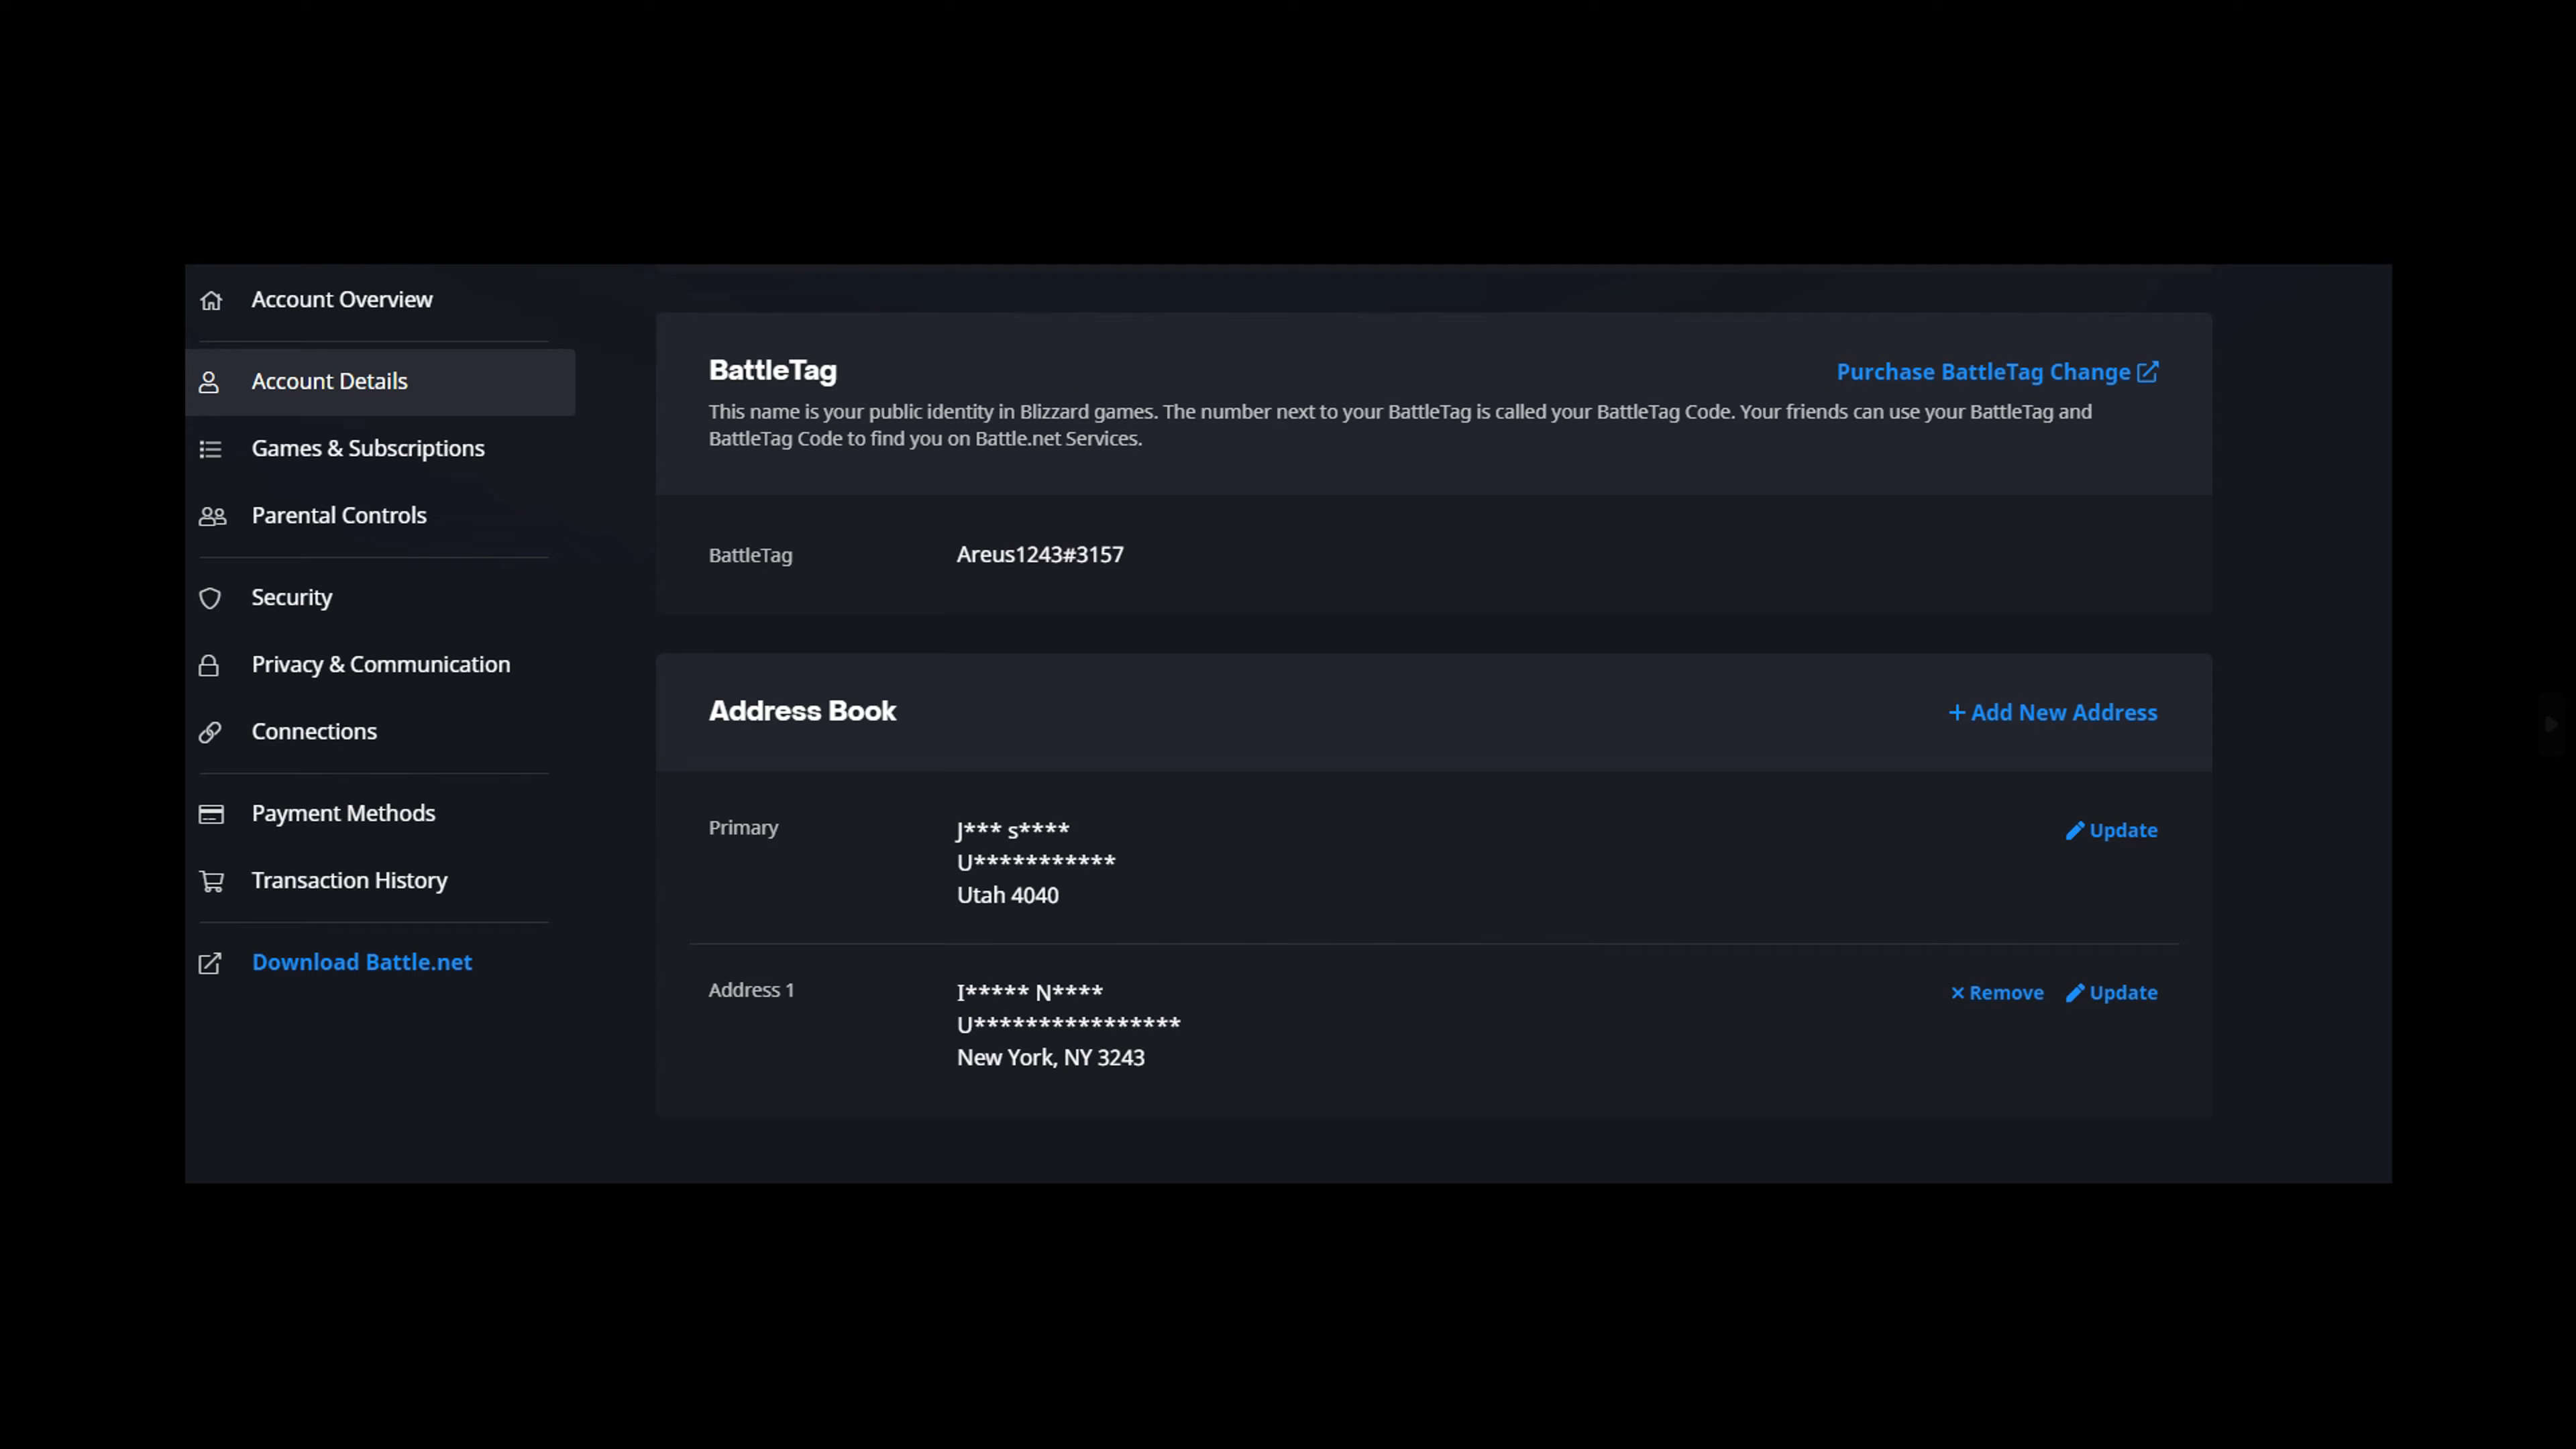 Account Overview
Account Details
Games & Subscriptions
Parental Controls
Security
Privacy & Communication
Connections
Payment Methods
Transaction History
Download Battle.net
BattleTag
Purchase BattleTag Change
This name is your public identity in Blizzard games. The number next to your BattleTag is called your BattleTag Code. Your friends can use your BattleTag and
BattleTag Code to find you on Battle.net Services.
BattleTag Areus1243#3157
Address Book
+ Add New Address
Primary
J*** s****
U***********
Utah 4040
Update
Address 1
I***** N****
U****************
New York, NY 3243
× Remove
Update